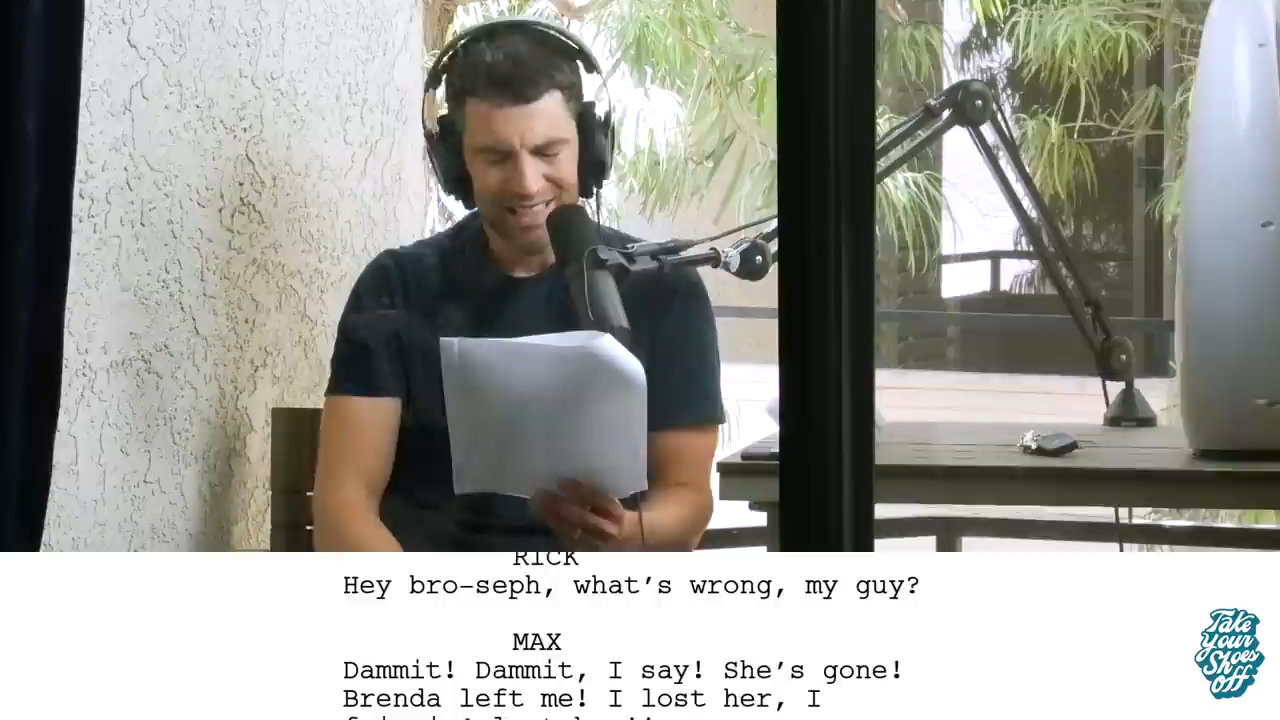 RICK
Hey bro-seph, what's wrong, my guy?
MAX
Dammit! Dammit, I say! She's gone!
Brenda left me! I lost her, I
Take
Your
Shoes
Off